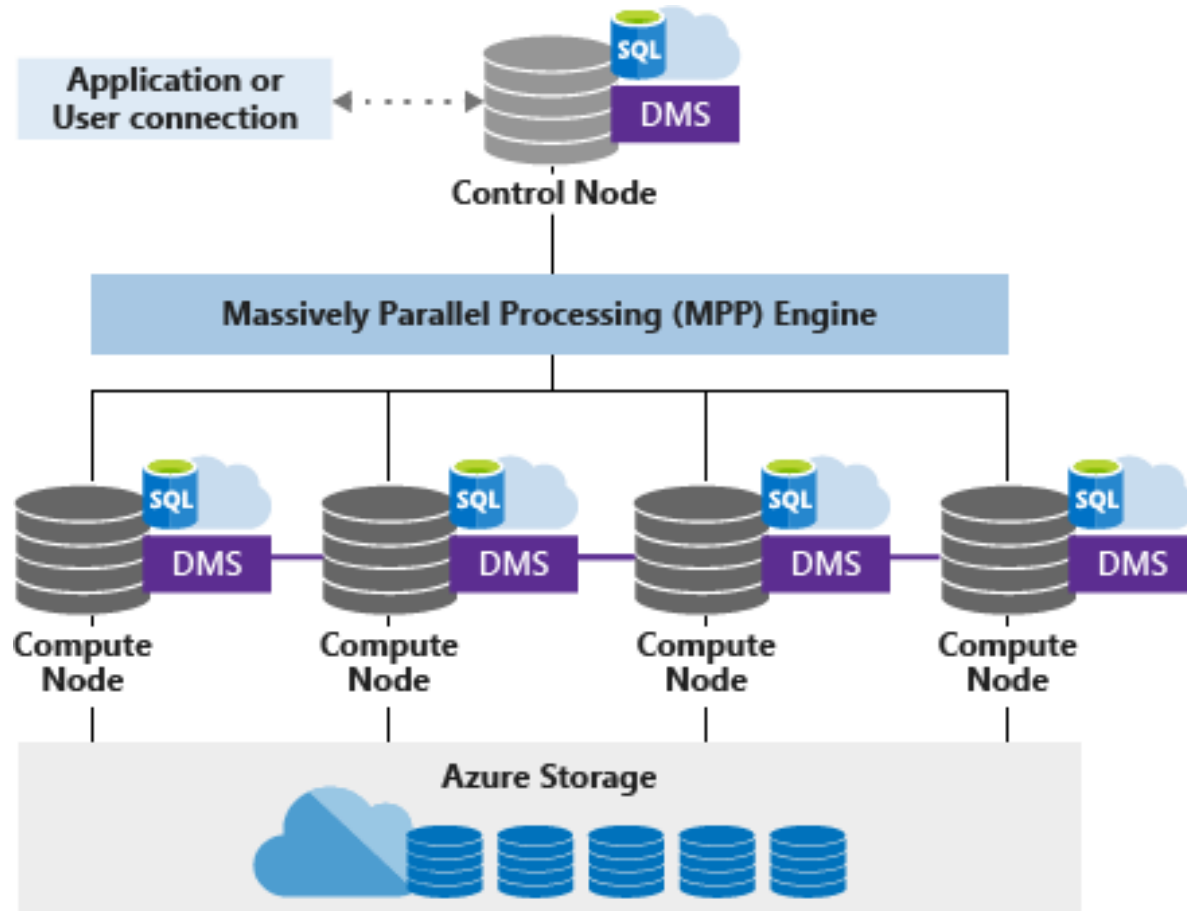 Application or
User connection
SQL
DMS
Control Node
Massively Parallel Processing (MPP) Engine
SQL
DMS
SQL
DMS
SQL
DMS
SQL
DMS
Compute
Node
Compute
Node
Compute
Node
Compute
Node
Azure Storage